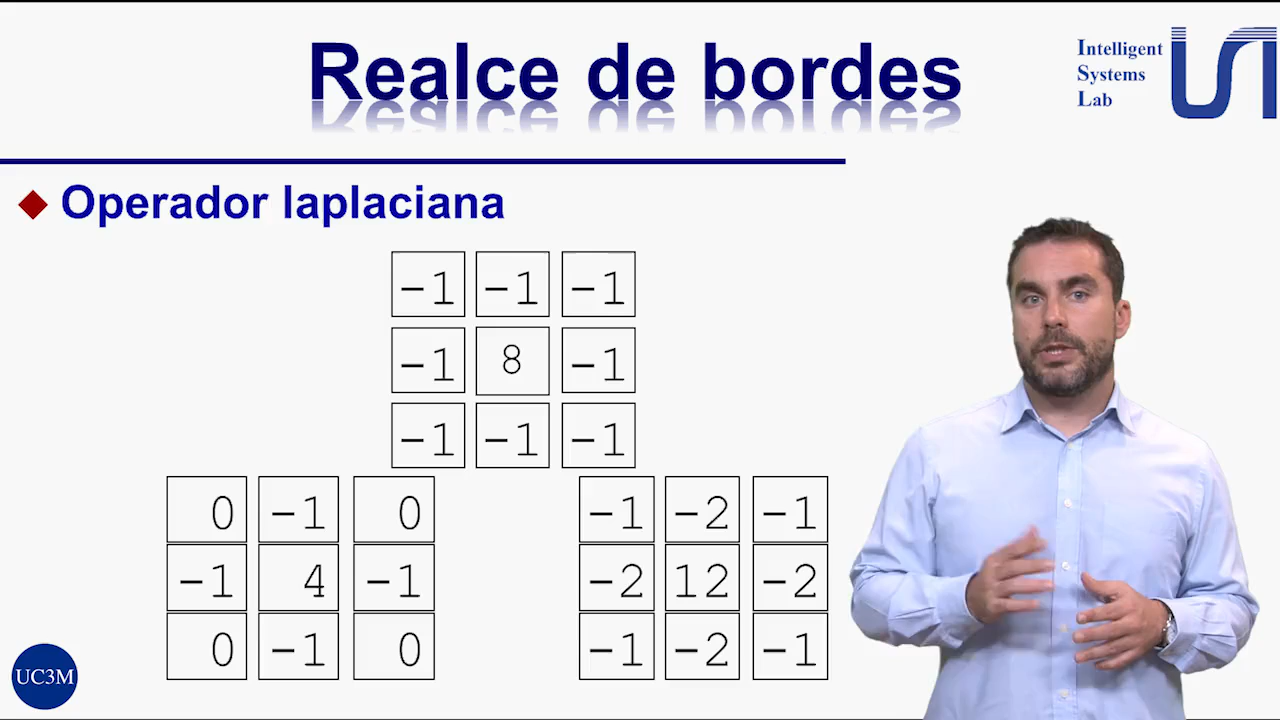 Realce de bordes
Intelligent
Systems
Lab
Operador laplaciana
-1 -1 -1
-1 8 -1
-1 -1 -1
0 -1 0
-1 4 -1
0 -1 0
-1 -2 -1
-2 12 -2
-1 -2 -1
UC3M